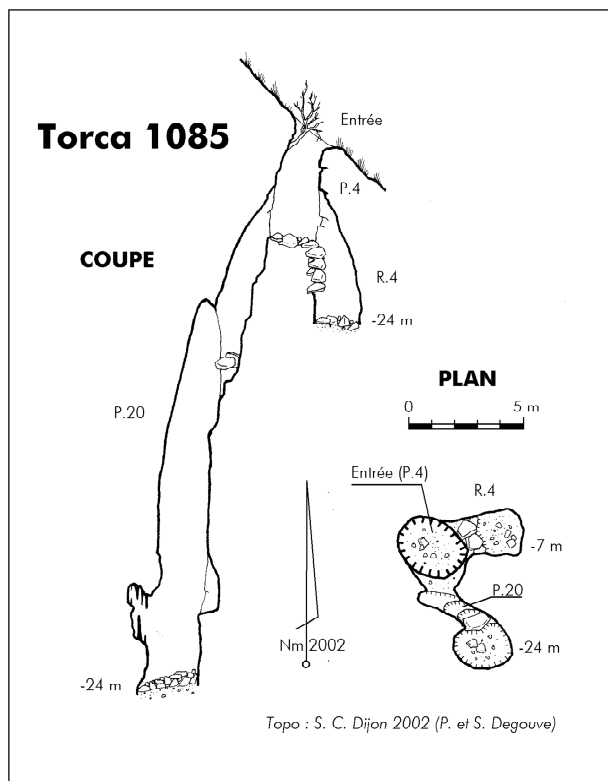 Torca 1085
Entrée
P.4
COUPE
R.4
-24 m
P.20
PLAN
0 5 m
Entrée (P.4)
R.4
-7 m
P.20
-24 m
Nm 2002
-24 m
Topo : S. C. Dijon 2002 (P. et S. Degouve)